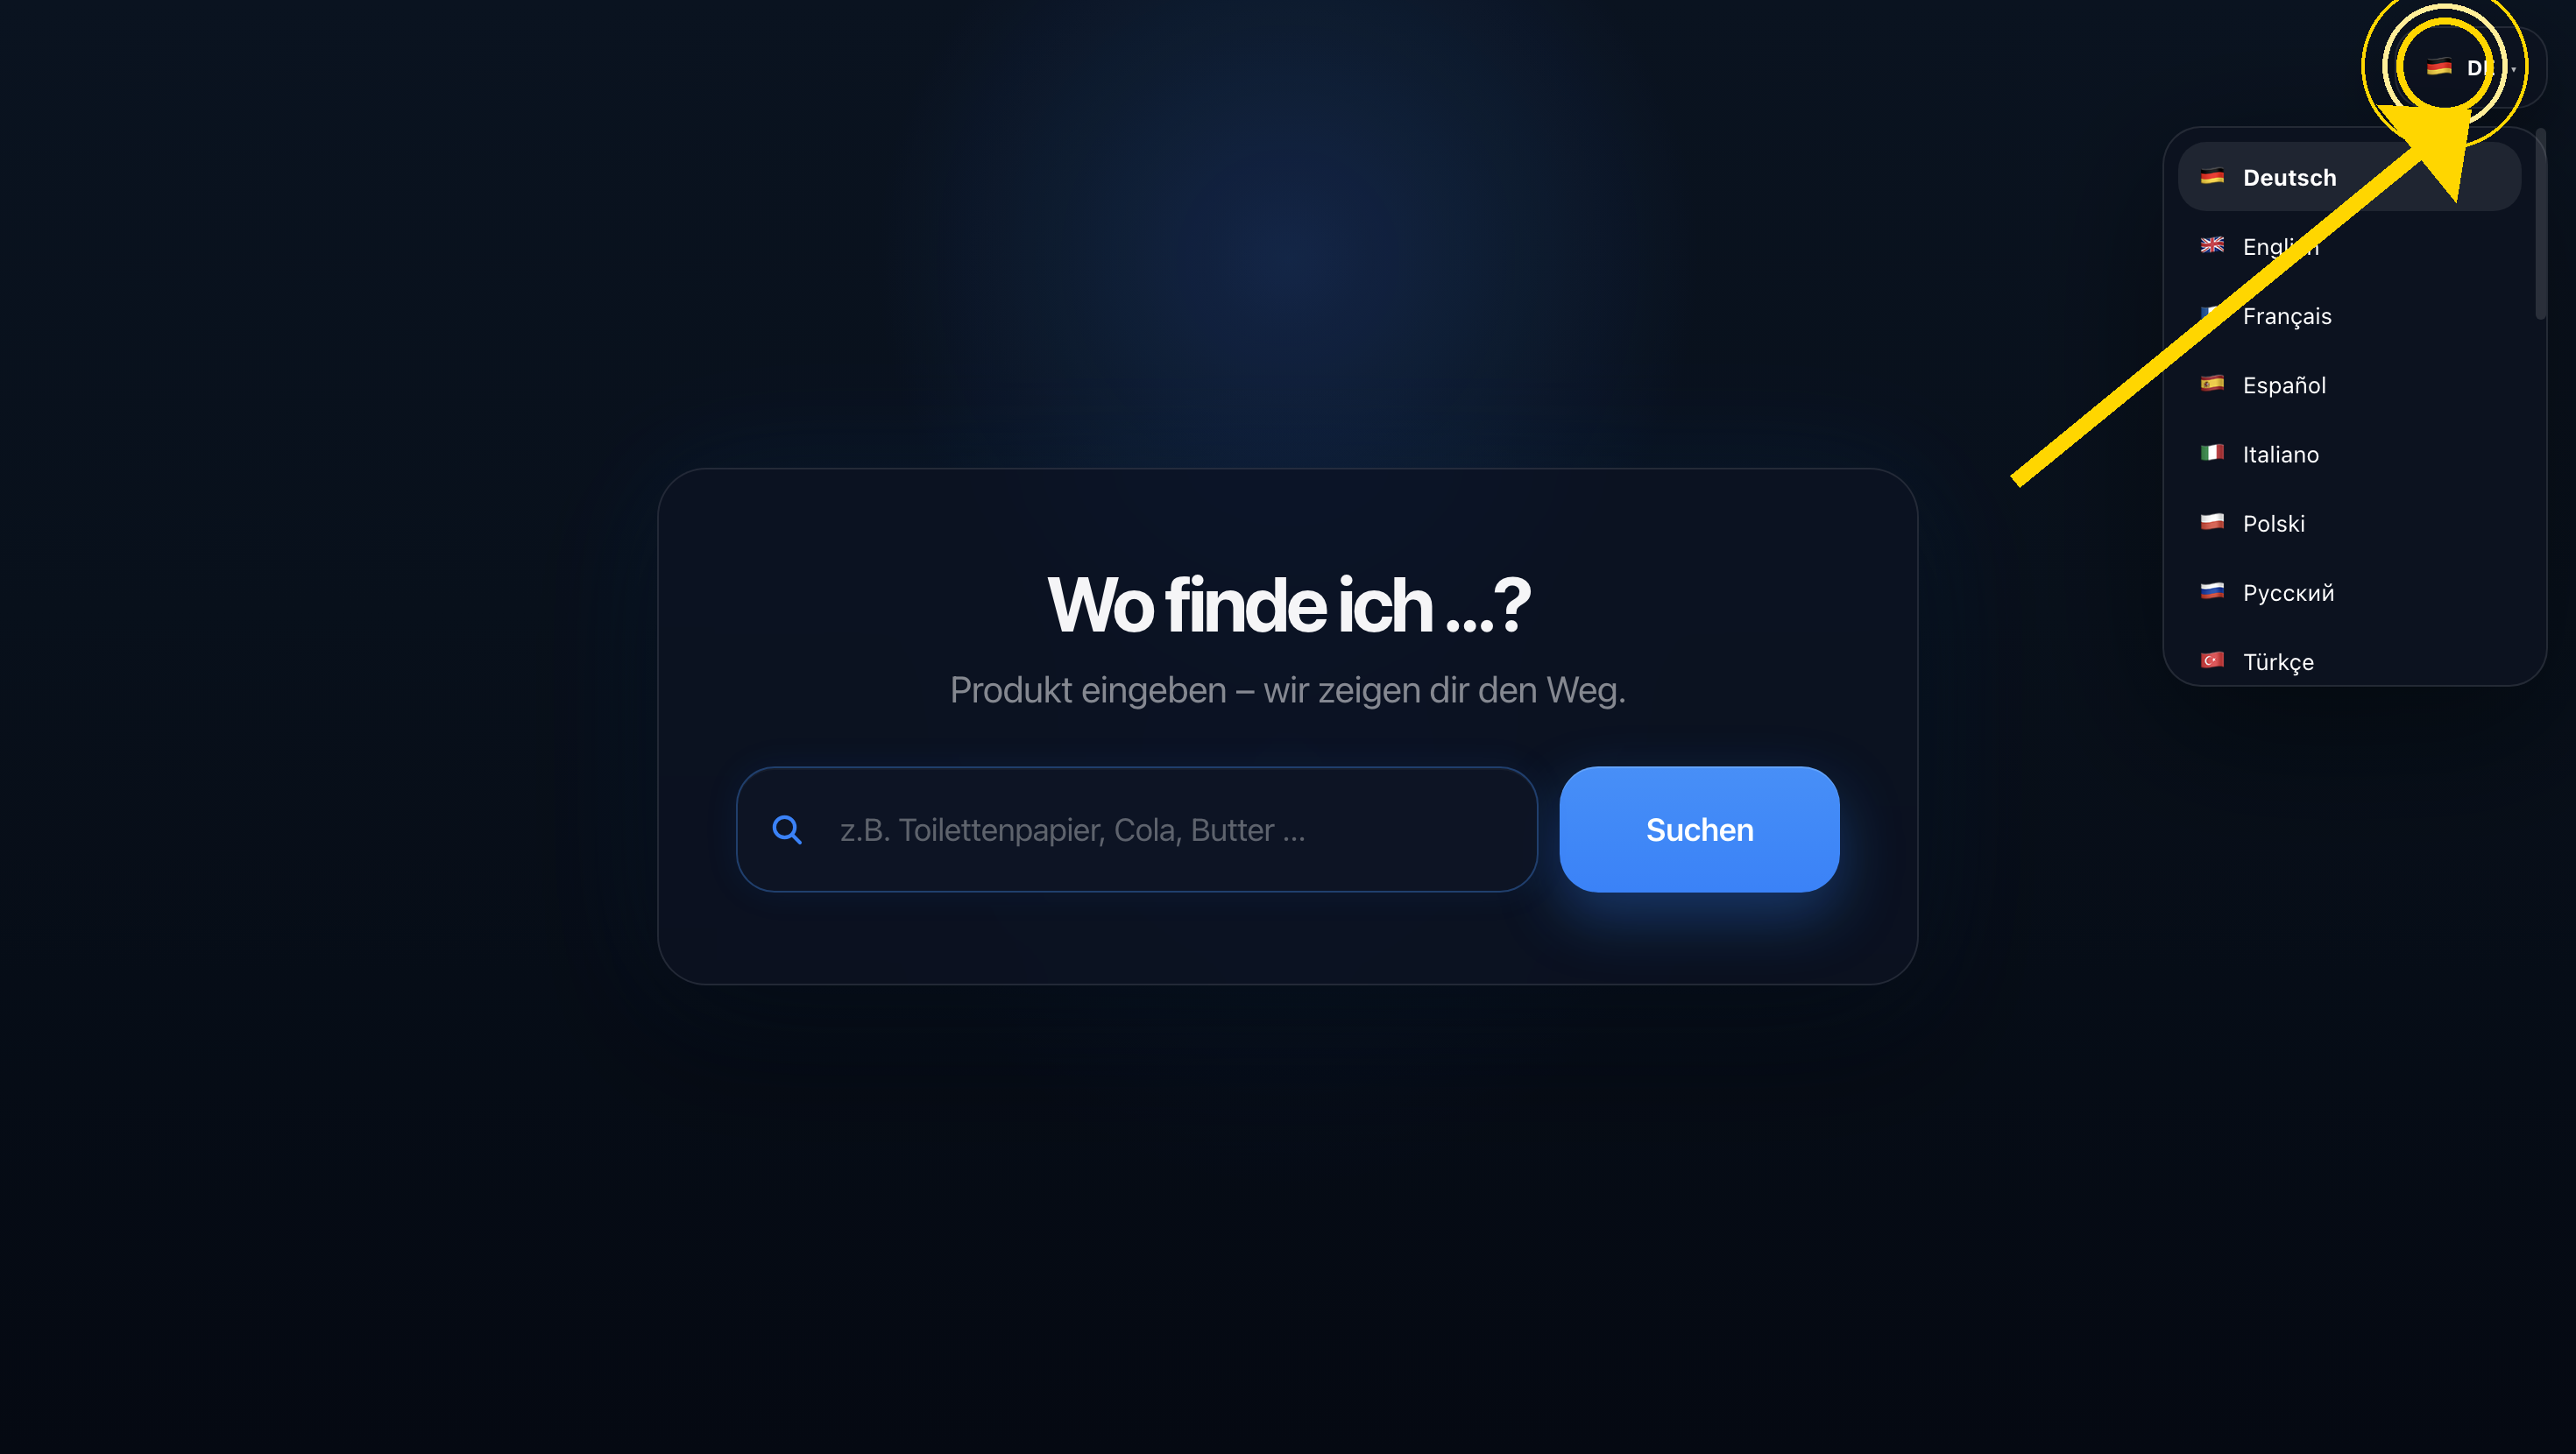 Deutsch
Français
Español
Italiano
Polski
Русский
Türkçe
Wo finde ich ...?
Produkt eingeben – wir zeigen dir den Weg.
z.B. Toilettenpapier, Cola, Butter ...
Suchen